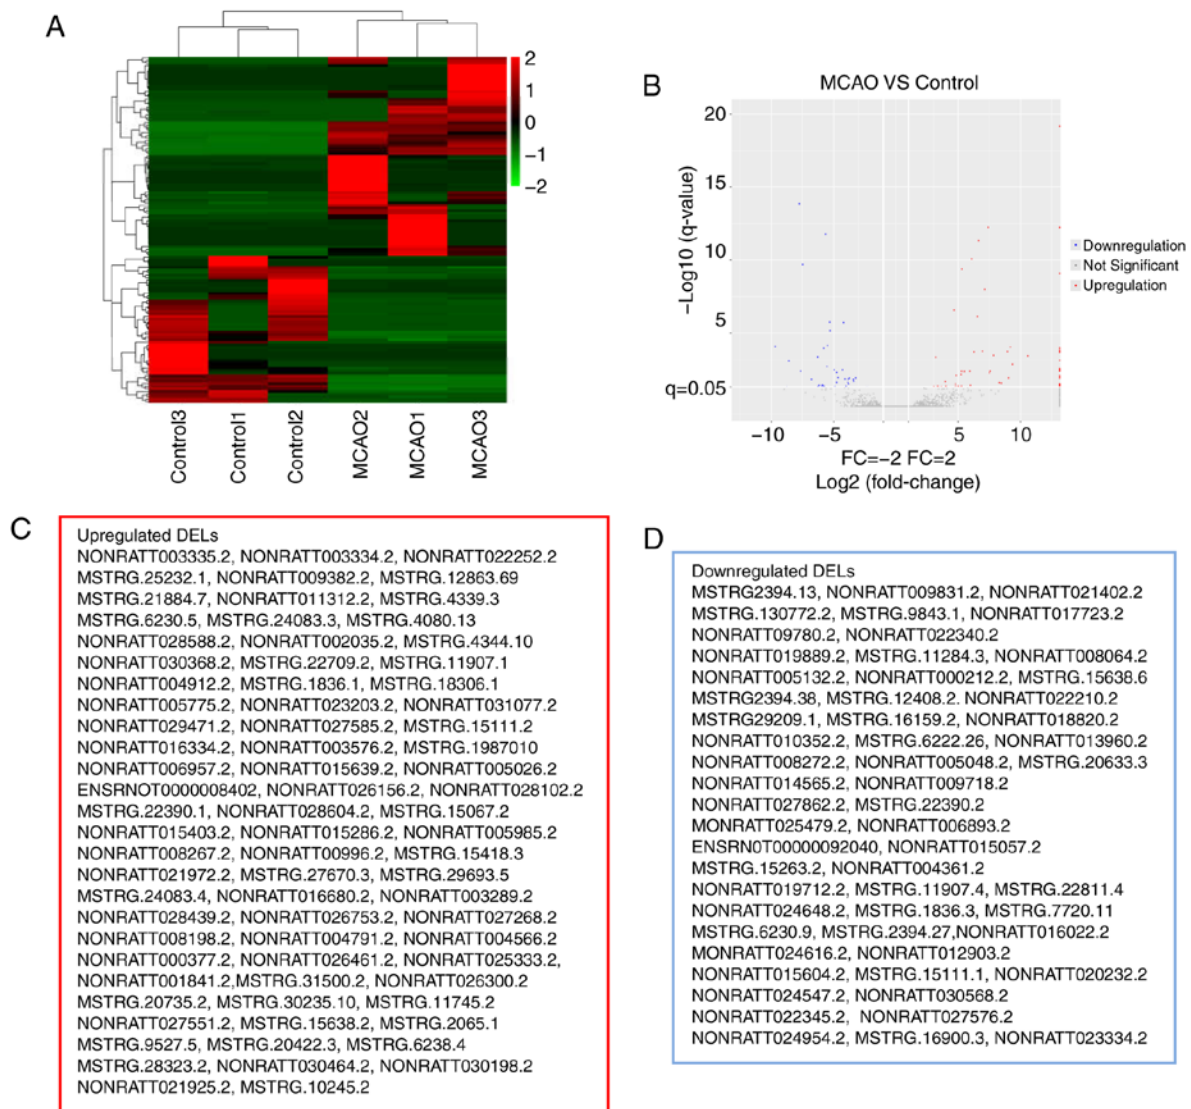 A
2
1
0
−1
−2
Control3
Control1
Control2
MCAO2
MCAO1
MCAO3
B
MCAO VS Control
−Log10 (q-value)
20
15
10
5
q=0.05
−10
−5
5
10
FC=−2 FC=2
Log2 (fold-change)
Downregulation
Not Significant
Upregulation
C
Upregulated DELs
NONRATT003335.2, NONRATT003334.2, NONRATT022252.2
MSTRG.25232.1, NONRATT009382.2, MSTRG.12863.69
MSTRG.21884.7, NONRATT011312.2, MSTRG.4339.3
MSTRG.6230.5, MSTRG.24083.3, MSTRG.4080.13
NONRATT028588.2, NONRATT002035.2, MSTRG.4344.10
NONRATT030368.2, MSTRG.22709.2, MSTRG.11907.1
NONRATT004912.2, MSTRG.1836.1, MSTRG.18306.1
NONRATT005775.2, NONRATT023203.2, NONRATT031077.2
NONRATT029471.2, NONRATT027585.2, MSTRG.15111.2
NONRATT016334.2, NONRATT003576.2, MSTRG.1987010
NONRATT006957.2, NONRATT015639.2, NONRATT005026.2
ENSRNOT0000008402, NONRATT026156.2, NONRATT028102.2
MSTRG.22390.1, NONRATT028604.2, MSTRG.15067.2
NONRATT015403.2, NONRATT015286.2, NONRATT005985.2
NONRATT008267.2, NONRATT00996.2, MSTRG.15418.3
NONRATT021972.2, MSTRG.27670.3, MSTRG.29693.5
MSTRG.24083.4, NONRATT016680.2, NONRATT003289.2
NONRATT028439.2, NONRATT026753.2, NONRATT027268.2
NONRATT008198.2, NONRATT004791.2, NONRATT004566.2
NONRATT000377.2, NONRATT026461.2, NONRATT025333.2,
NONRATT001841.2,MSTRG.31500.2, NONRATT026300.2
MSTRG.20735.2, MSTRG.30235.10, MSTRG.11745.2
NONRATT027551.2, MSTRG.15638.2, MSTRG.2065.1
MSTRG.9527.5, MSTRG.20422.3, MSTRG.6238.4
MSTRG.28323.2, NONRATT030464.2, NONRATT030198.2
NONRATT021925.2, MSTRG.10245.2
D
Downregulated DELs
MSTRG2394.13, NONRATT009831.2, NONRATT021402.2
MSTRG.130772.2, MSTRG.9843.1, NONRATT017723.2
NONRATT09780.2, NONRATT022340.2
NONRATT019889.2, MSTRG.11284.3, NONRATT008064.2
NONRATT005132.2, NONRATT000212.2, MSTRG.15638.6
MSTRG2394.38, MSTRG.12408.2. NONRATT022210.2
MSTRG29209.1, MSTRG.16159.2, NONRATT018820.2
NONRATT010352.2, MSTRG.6222.26, NONRATT013960.2
NONRATT008272.2, NONRATT005048.2, MSTRG.20633.3
NONRATT014565.2, NONRATT009718.2
NONRATT027862.2, MSTRG.22390.2
MONRATT025479.2, NONRATT006893.2
ENSRN0T00000092040, NONRATT015057.2
MSTRG.15263.2, NONRATT004361.2
NONRATT019712.2, MSTRG.11907.4, MSTRG.22811.4
NONRATT024648.2, MSTRG.1836.3, MSTRG.7720.11
MSTRG.6230.9, MSTRG.2394.27,NONRATT016022.2
MONRATT024616.2, NONRATT012903.2
NONRATT015604.2, MSTRG.15111.1, NONRATT020232.2
NONRATT024547.2, NONRATT030568.2
NONRATT022345.2, NONRATT027576.2
NONRATT024954.2, MSTRG.16900.3, NONRATT023334.2